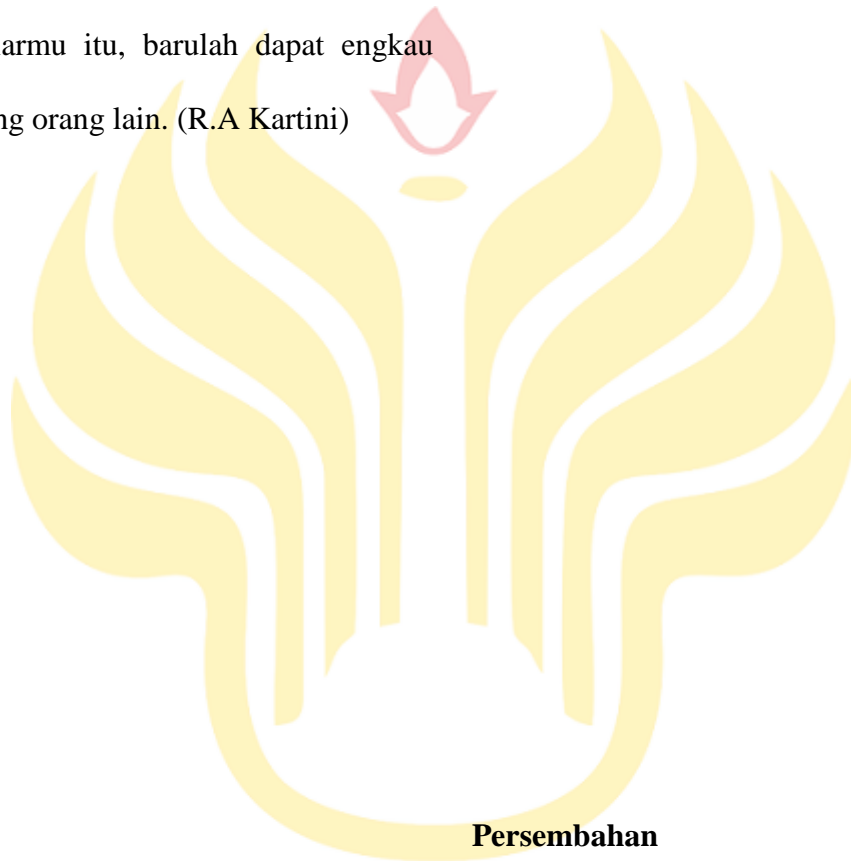 armu itu, barulah dapat engkau
ng orang lain. (R.A Kartini)
Persembahan